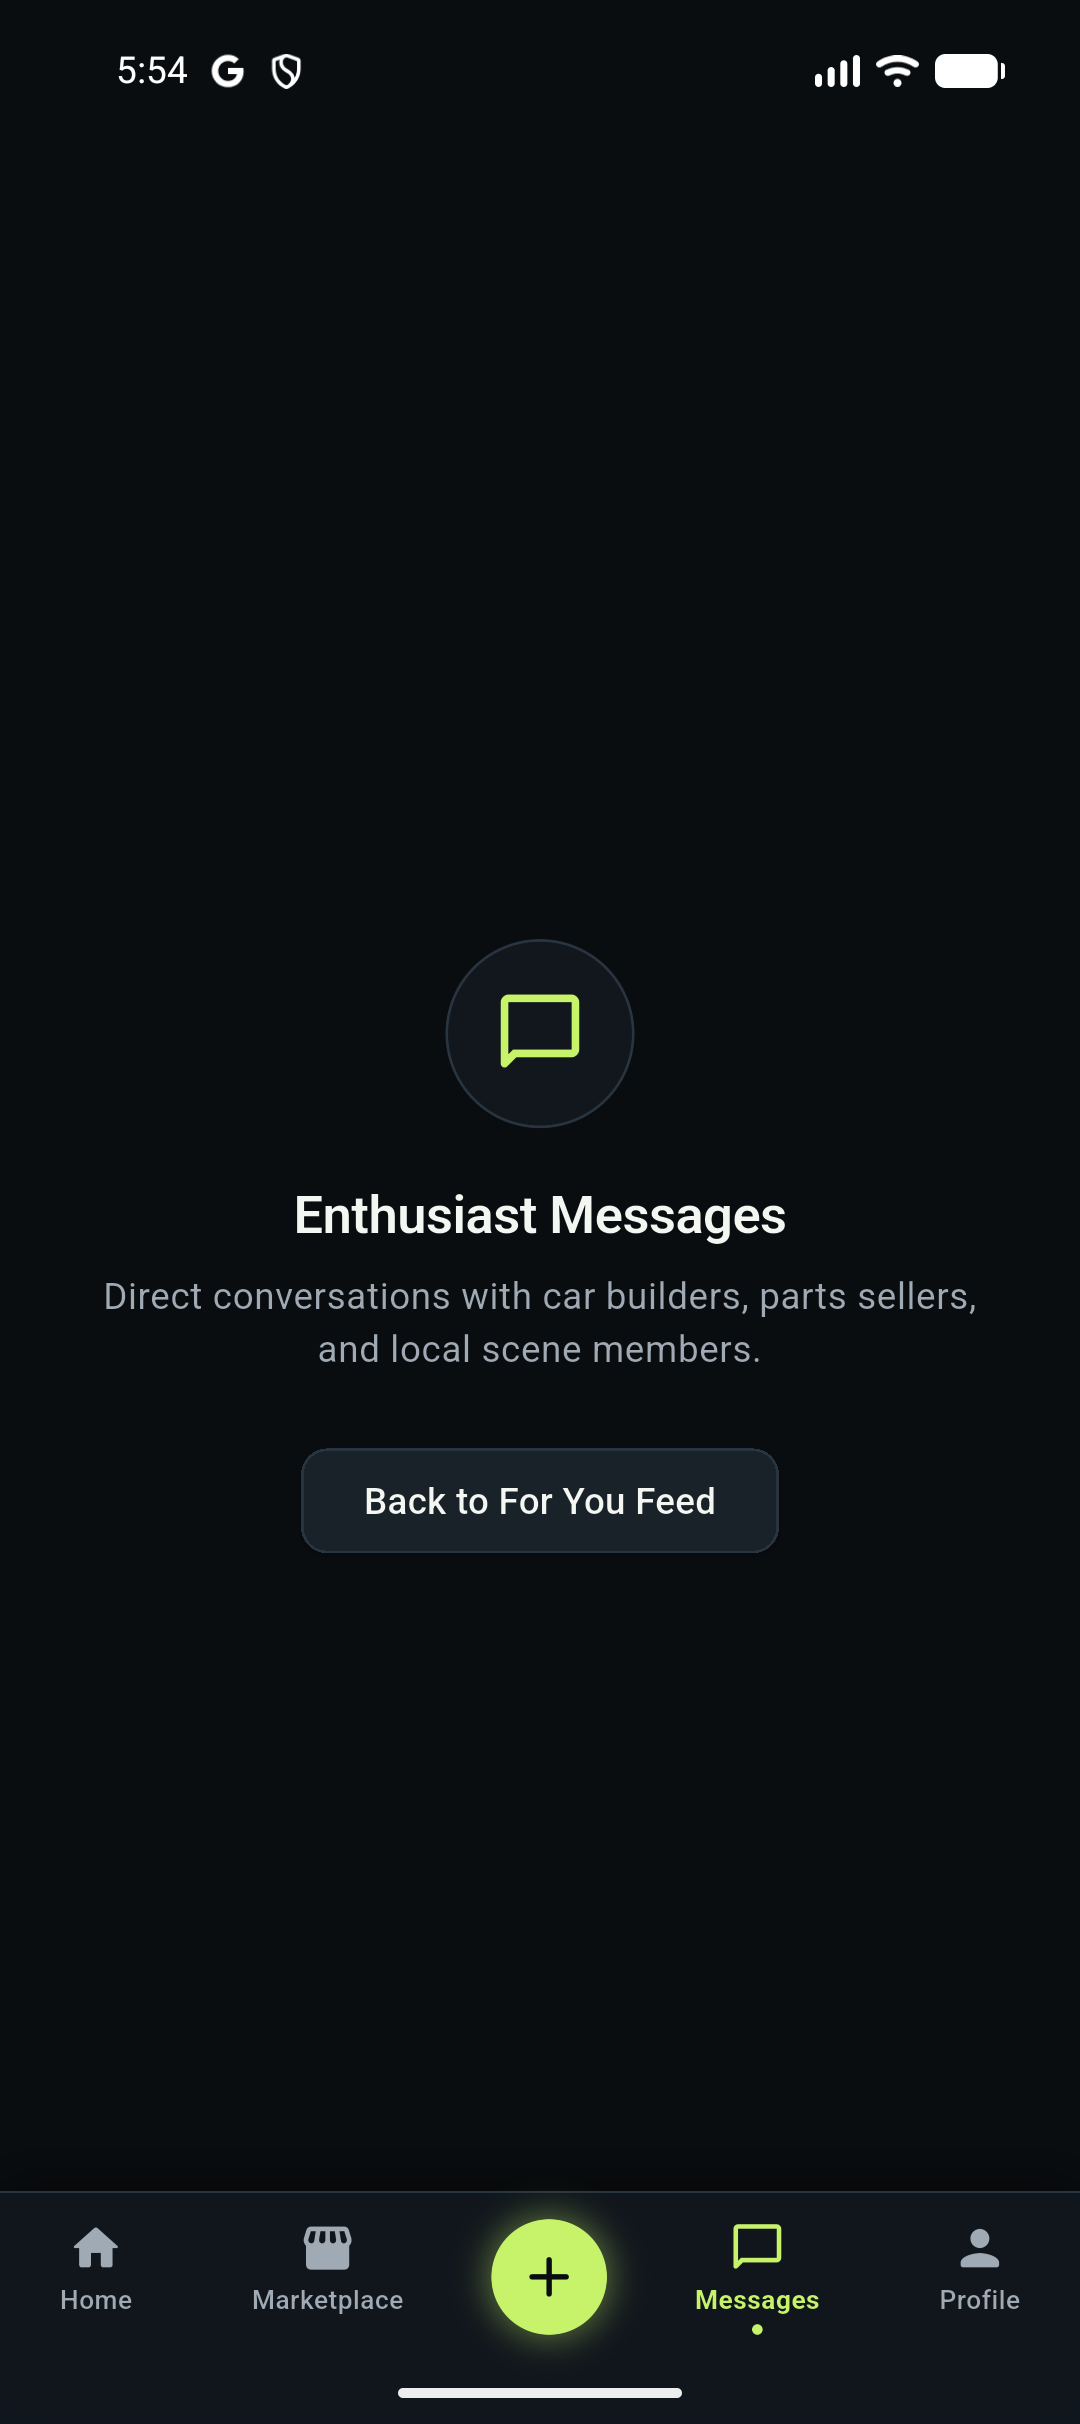 5:54
Enthusiast Messages
Direct conversations with car builders, parts sellers,
and local scene members.
Back to For You Feed
Home
Marketplace
Messages
Profile